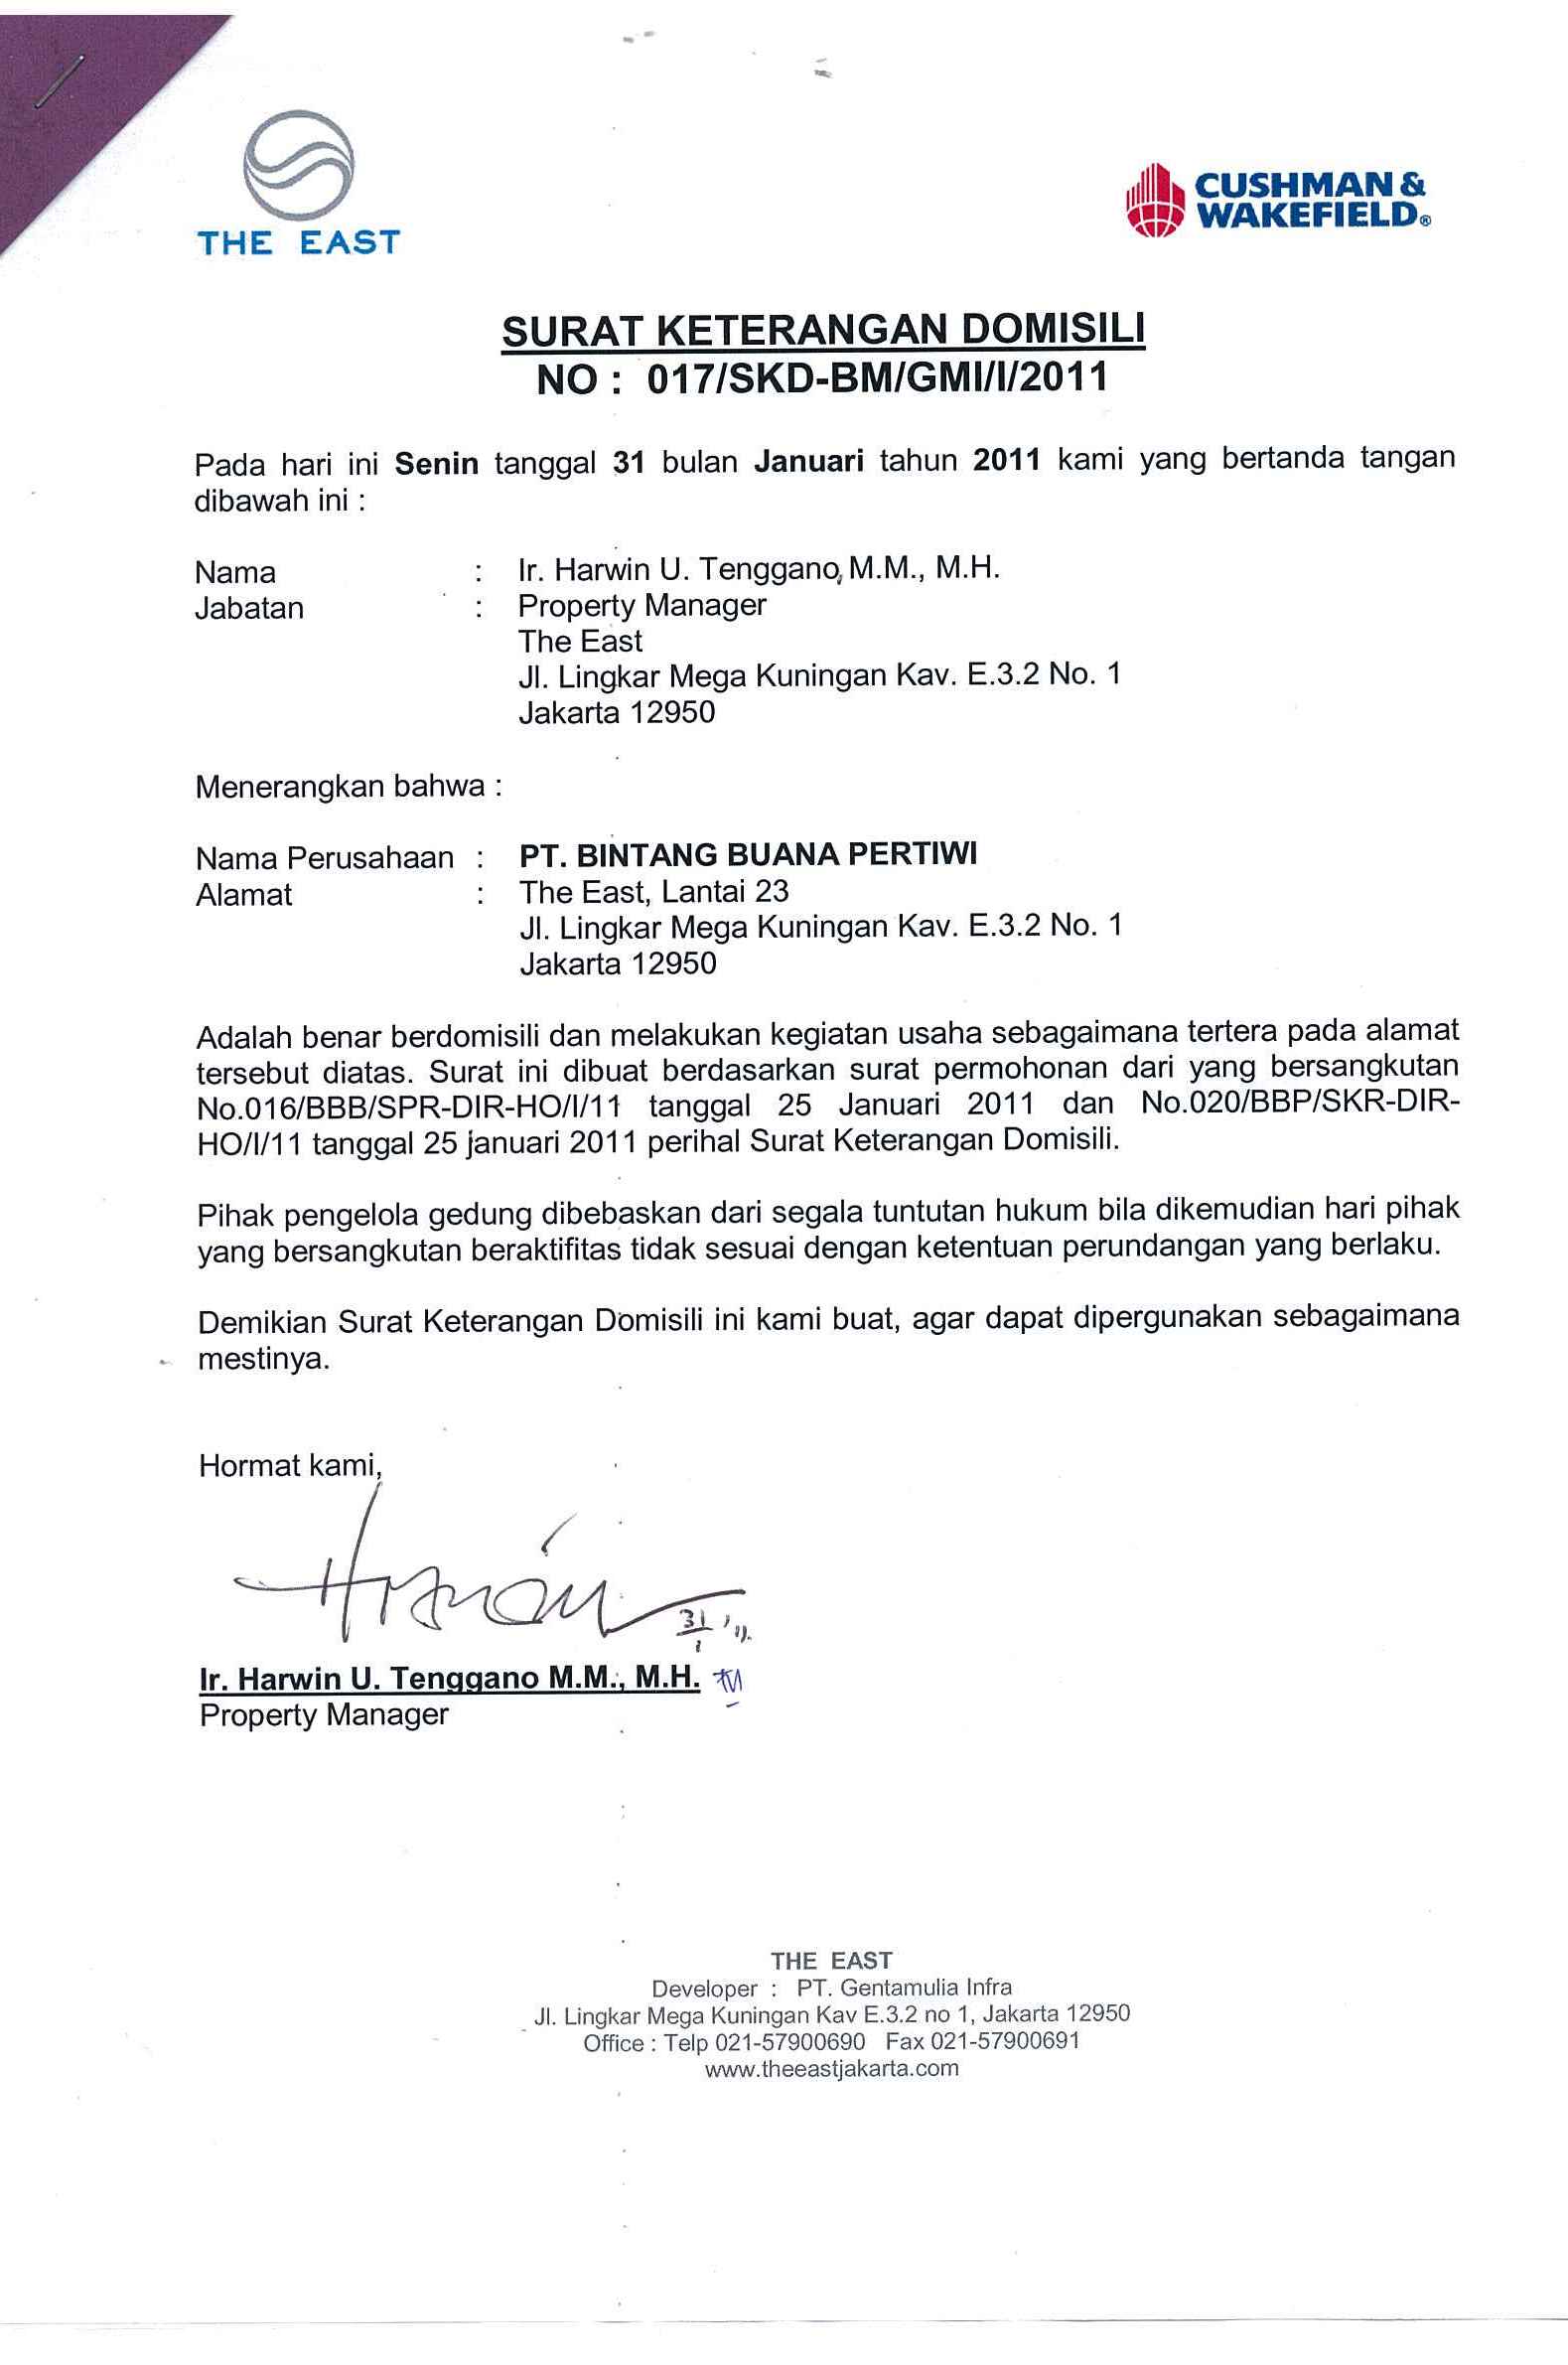 THE EAST
CUSHMAN &
WAKEFIELD®
SURAT KETERANGAN DOMISILI
NO : 017/SKD-BM/GMI/I/2011
Pada hari ini Senin tanggal 31 bulan Januari tahun 2011 kami yang bertanda tangan
dibawah ini :
Nama : Ir. Harwin U. Tenggano, M.M., M.H.
Jabatan : Property Manager
The East
Jl. Lingkar Mega Kuningan Kav. E.3.2 No. 1
Jakarta 12950
Menerangkan bahwa :
Nama Perusahaan : PT. BINTANG BUANA PERTIWI
Alamat : The East, Lantai 23
Jl. Lingkar Mega Kuningan Kav. E.3.2 No. 1
Jakarta 12950
Adalah benar berdomisili dan melakukan kegiatan usaha sebagaimana tertera pada alamat
tersebut diatas. Surat ini dibuat berdasarkan surat permohonan dari yang bersangkutan
No.016/BBB/SPR-DIR-HO/I/11 tanggal 25 Januari 2011 dan No.020/BBP/SKR-DIR-
HO/I/11 tanggal 25 januari 2011 perihal Surat Keterangan Domisili.
Pihak pengelola gedung dibebaskan dari segala tuntutan hukum bila dikemudian hari pihak
yang bersangkutan beraktifitas tidak sesuai dengan ketentuan perundangan yang berlaku.
Demikian Surat Keterangan Domisili ini kami buat, agar dapat dipergunakan sebagaimana
mestinya.
Hormat kami,
31/1 '11.
Ir. Harwin U. Tenggano M.M., M.H.
Property Manager
THE EAST
Developer : PT. Gentamulia Infra
Jl. Lingkar Mega Kuningan Kav E.3.2 no 1, Jakarta 12950
Office : Telp 021-57900690 Fax 021-57900691
www.theeastjakarta.com